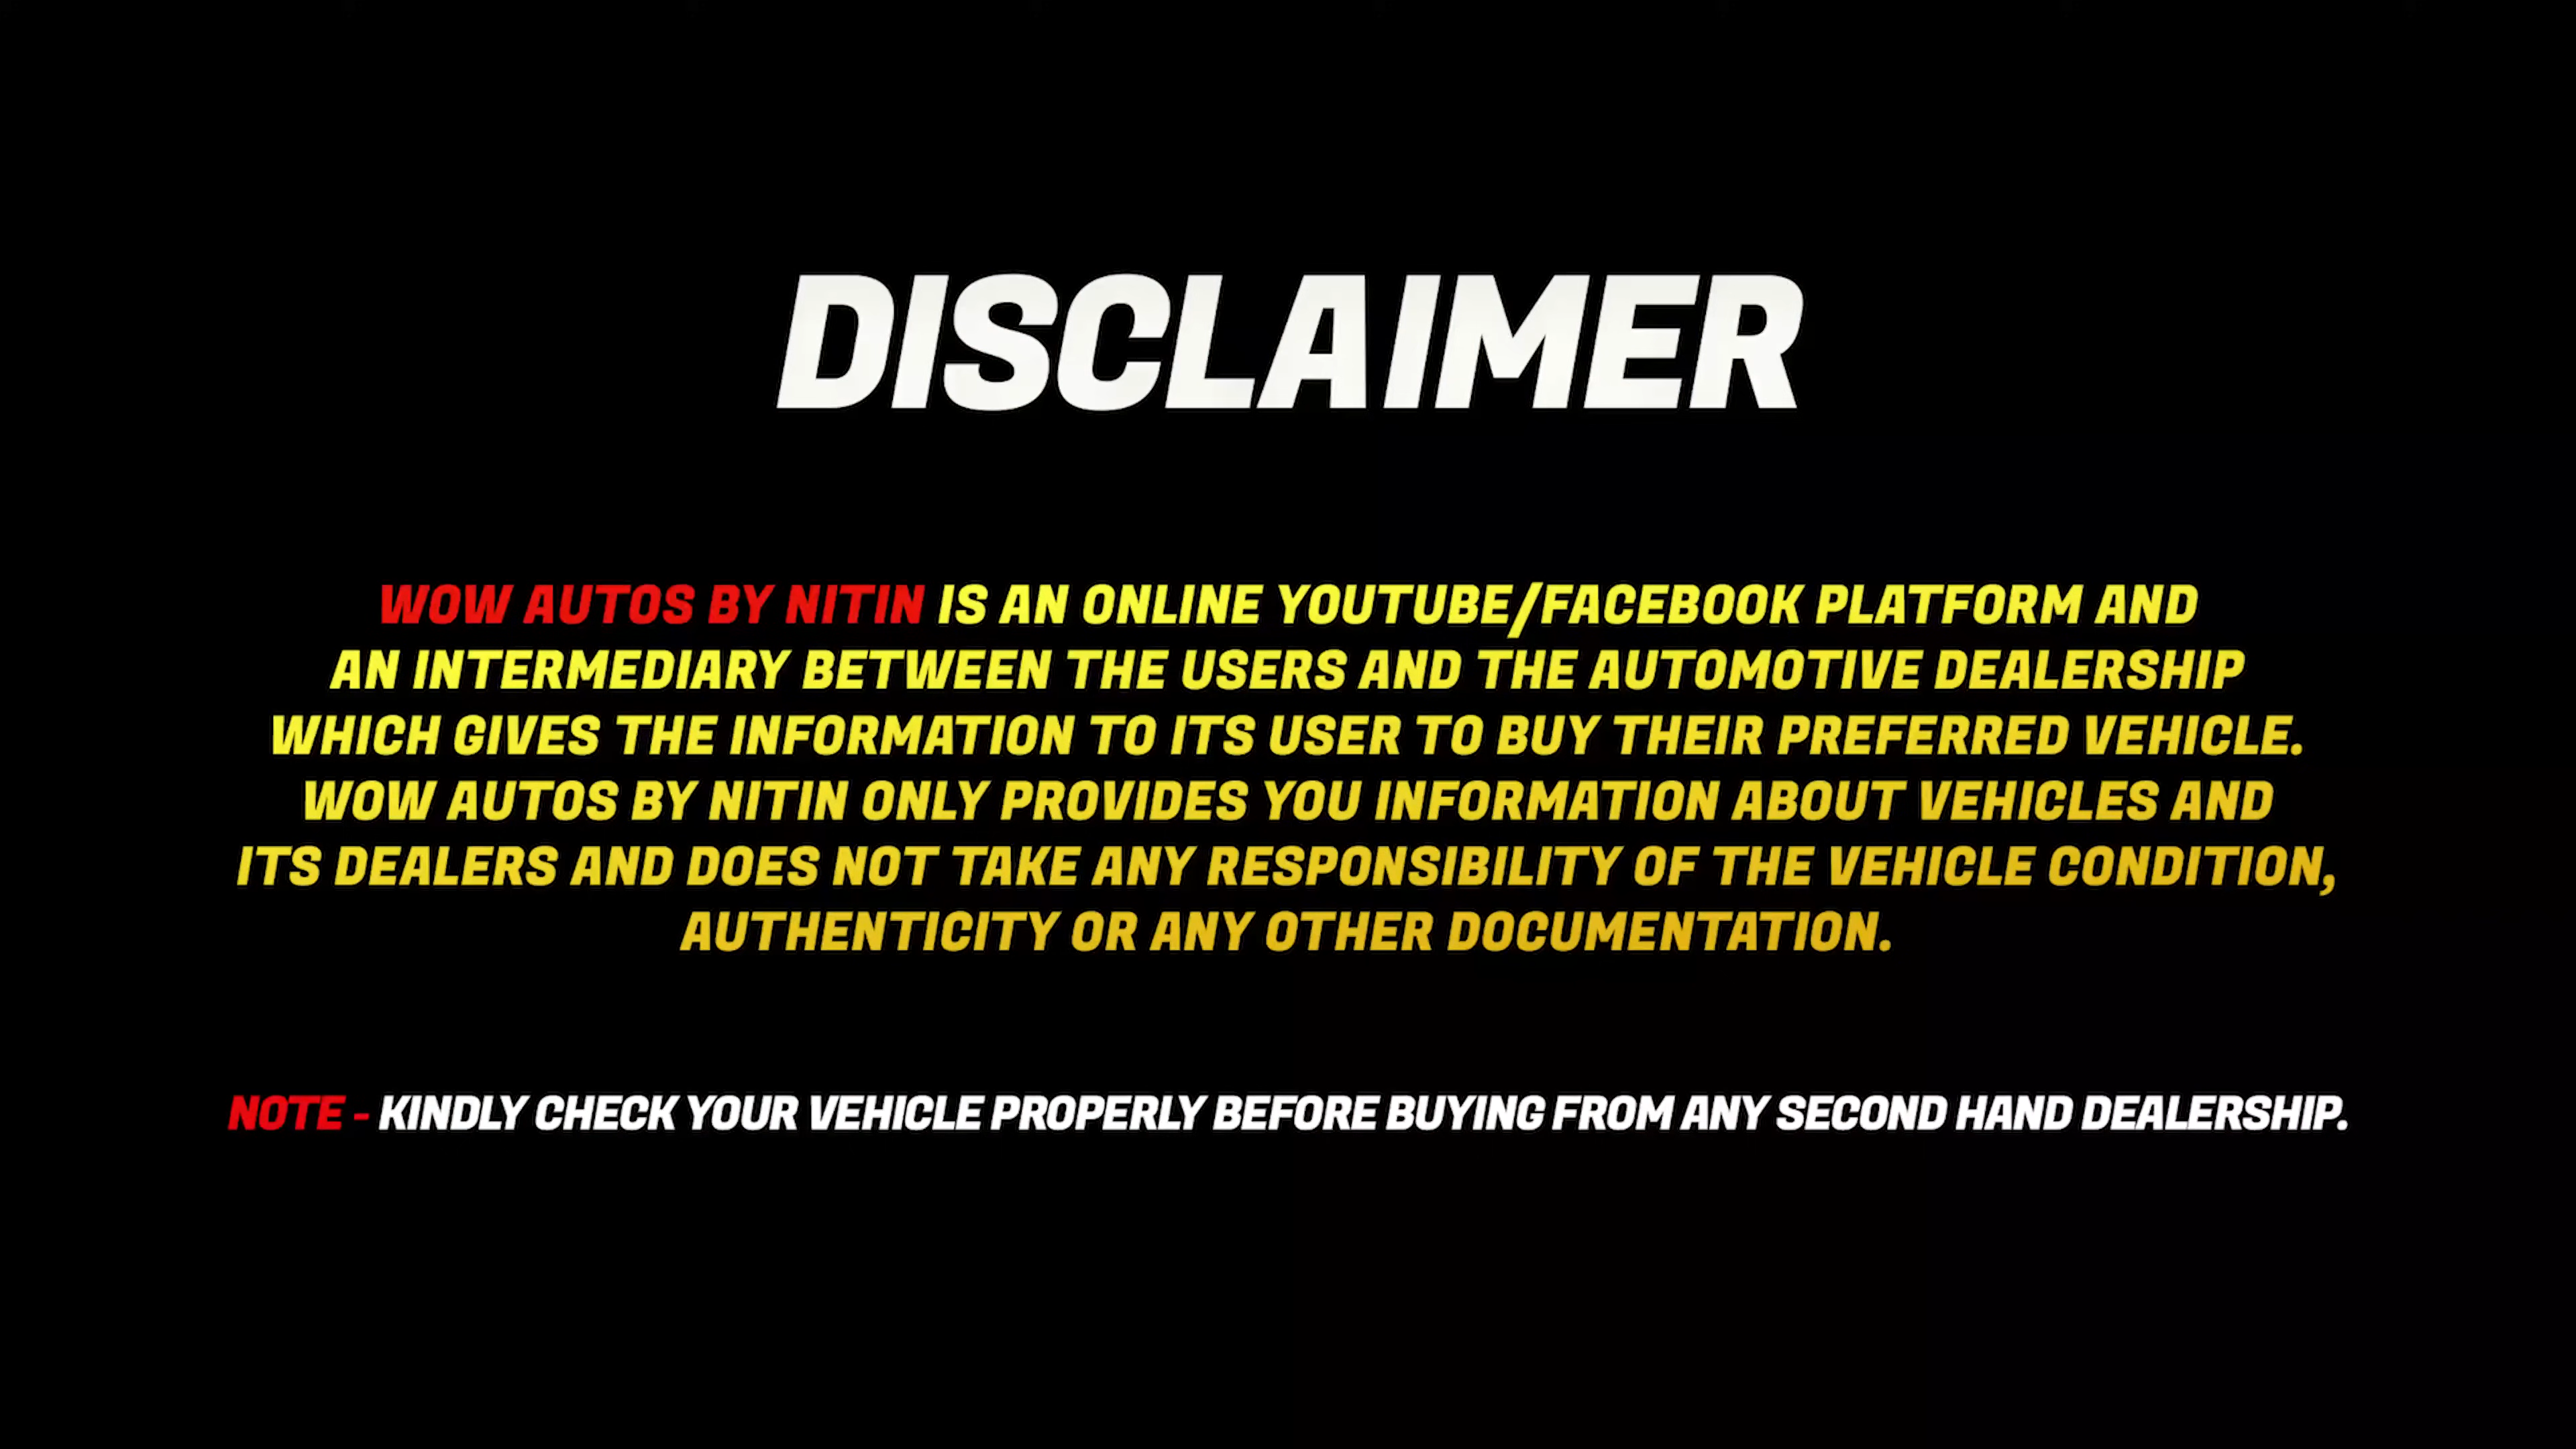 DISCLAIMER
WOW AUTOS BY NITIN IS AN ONLINE YOUTUBE/FACEBOOK PLATFORM AND
AN INTERMEDIARY BETWEEN THE USERS AND THE AUTOMOTIVE DEALERSHIP
WHICH GIVES THE INFORMATION TO ITS USER TO BUY THEIR PREFERRED VEHICLE.
WOW AUTOS BY NITIN ONLY PROVIDES YOU INFORMATION ABOUT VEHICLES AND
ITS DEALERS AND DOES NOT TAKE ANY RESPONSIBILITY OF THE VEHICLE CONDITION,
AUTHENTICITY OR ANY OTHER DOCUMENTATION.
NOTE - KINDLY CHECK YOUR VEHICLE PROPERLY BEFORE BUYING FROM ANY SECOND HAND DEALERSHIP.